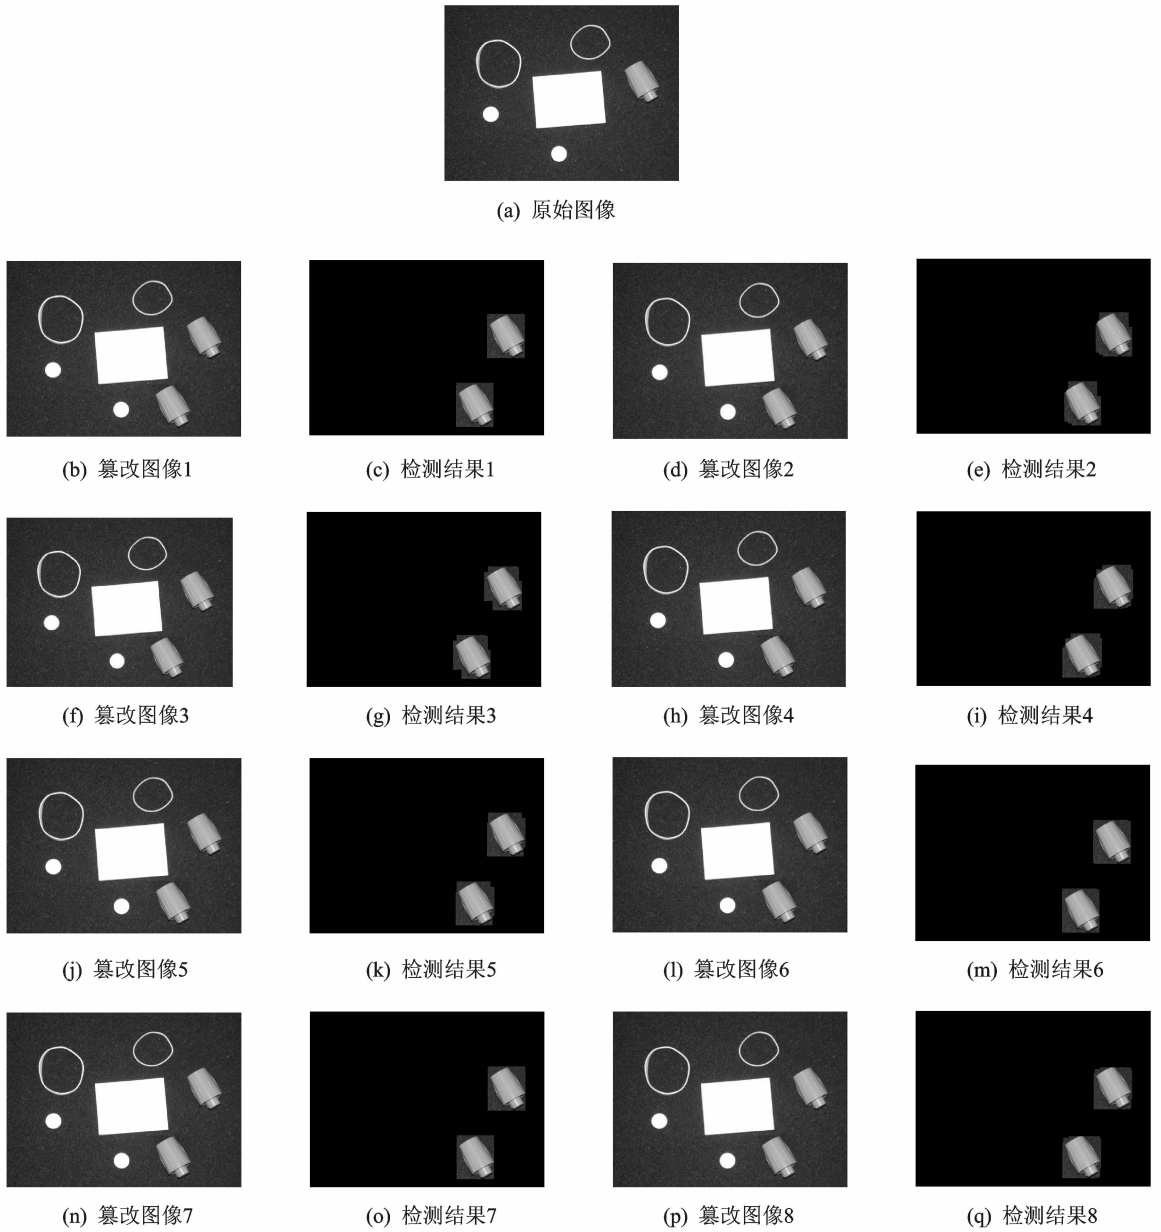 (a) 原始图像
(b) 篡改图像1
(c) 检测结果1
(d) 篡改图像2
(e) 检测结果2
(f) 篡改图像3
(g) 检测结果3
(h) 篡改图像4
(i) 检测结果4
(j) 篡改图像5
(k) 检测结果5
(l) 篡改图像6
(m) 检测结果6
(n) 篡改图像7
(o) 检测结果7
(p) 篡改图像8
(q) 检测结果8